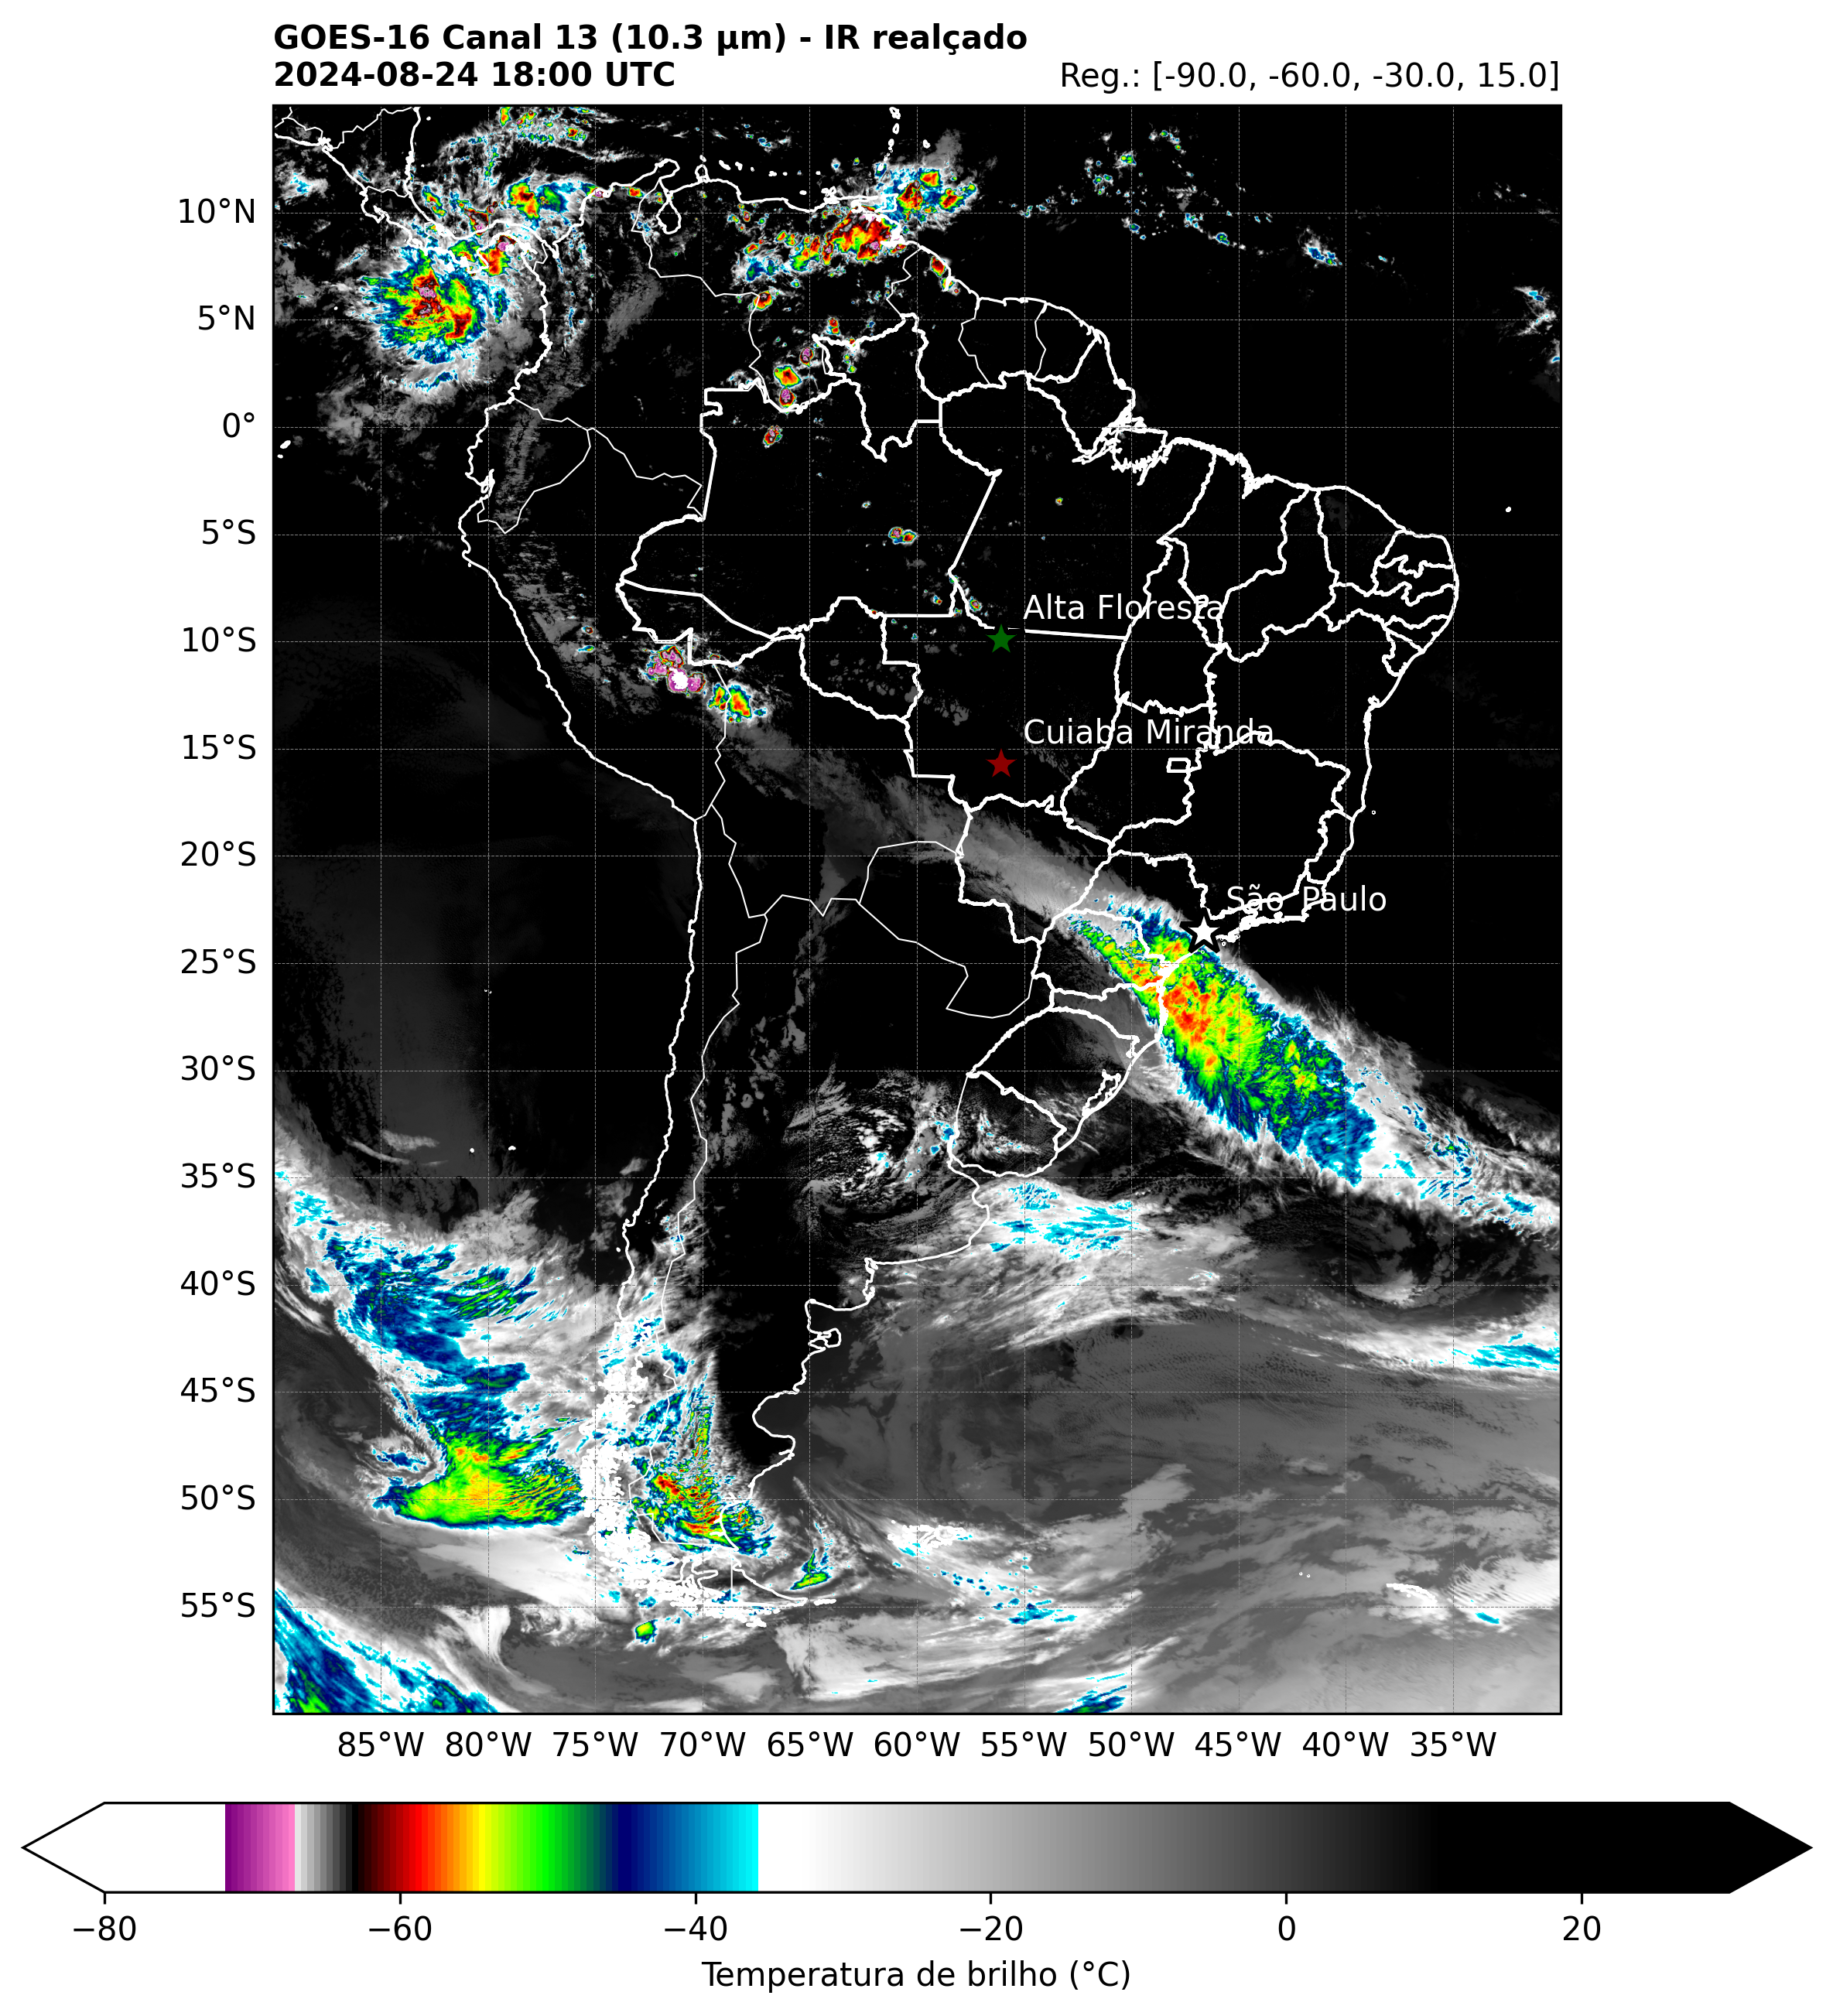 GOES-16 Canal 13 (10.3 µm) - IR realçado
2024-08-24 18:00 UTC
Reg.: [-90.0, -60.0, -30.0, 15.0]
10°N
5°N
0°
5°S
Alta Floresta
10°S
Cuiaba Miranda
15°S
20°S
São Paulo
25°S
30°S
35°S
40°S
45°S
50°S
55°S
85°W 80°W 75°W 70°W 65°W 60°W 55°W 50°W 45°W 40°W 35°W
−80 −60 −40 −20 0 20
Temperatura de brilho (°C)